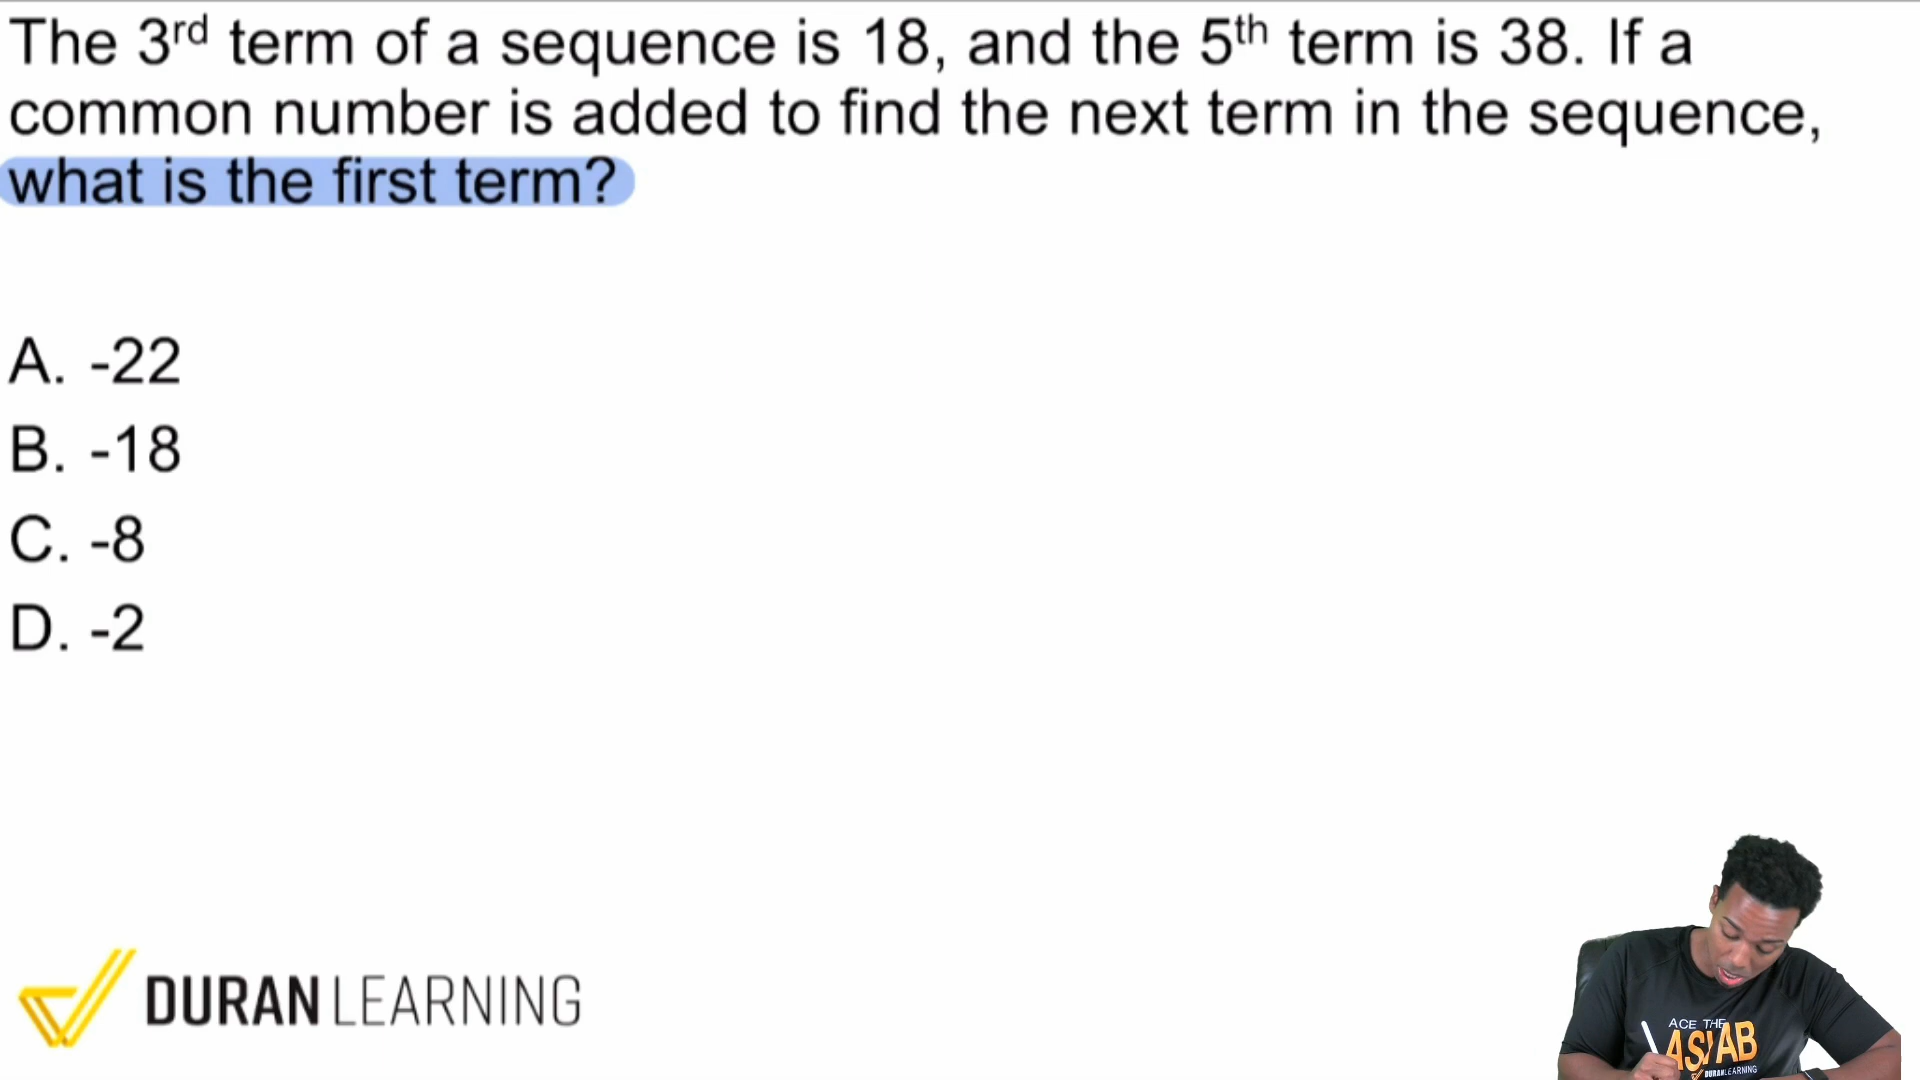 The 3rd term of a sequence is 18, and the 5th term is 38. If a
common number is added to find the next term in the sequence,
what is the first term?
A. -22
B. -18
C. -8
D. -2
DURAN LEARNING
ACE THE
ASVAB
DURAN LEARNING